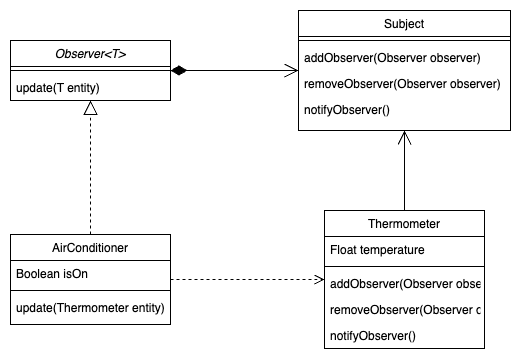 Observer<T>
update(T entity)
Subject
addObserver(Observer observer)
removeObserver(Observer observer)
notifyObserver()
AirConditioner
Boolean isOn
update(Thermometer entity)
Thermometer
Float temperature
addObserver(Observer obse
removeObserver(Observer c
notifyObserver()